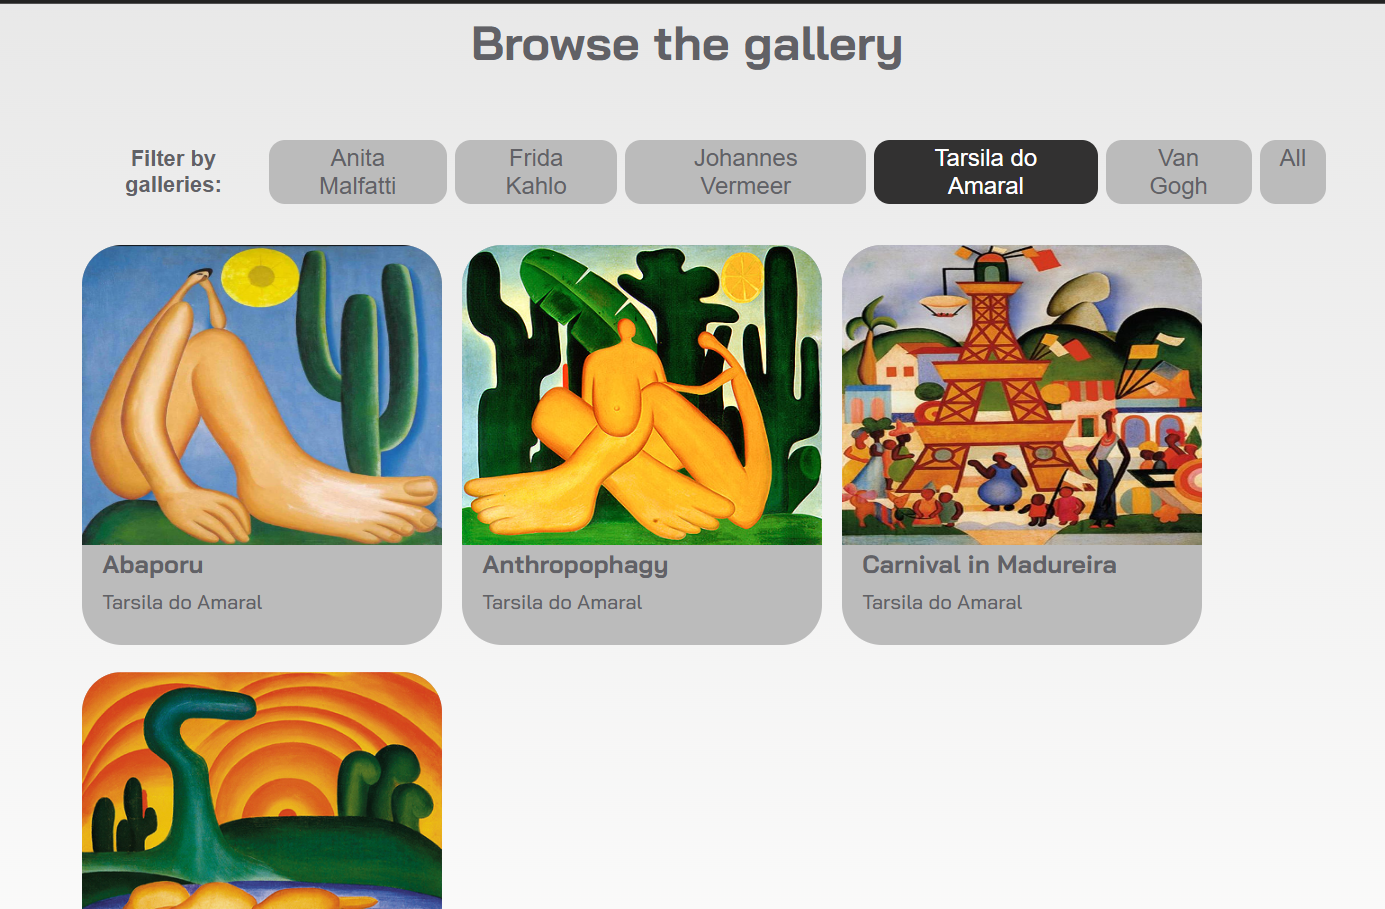 Browse the gallery
Filter by
galleries:
Anita
Malfatti
Frida
Kahlo
Johannes
Vermeer
Tarsila do
Amaral
Van
Gogh
All
Abaporu
Tarsila do Amaral
Anthropophagy
Tarsila do Amaral
Carnival in Madureira
Tarsila do Amaral